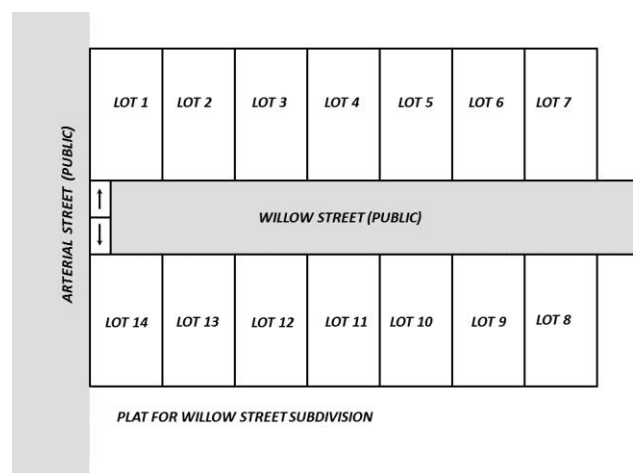 LOT 1
LOT 2
LOT 3
LOT 4
LOT 5
LOT 6
LOT 7
ARTERIAL STREET (PUBLIC)
WILLOW STREET (PUBLIC)
LOT 14
LOT 13
LOT 12
LOT 11
LOT 10
LOT 9
LOT 8
PLAT FOR WILLOW STREET SUBDIVISION